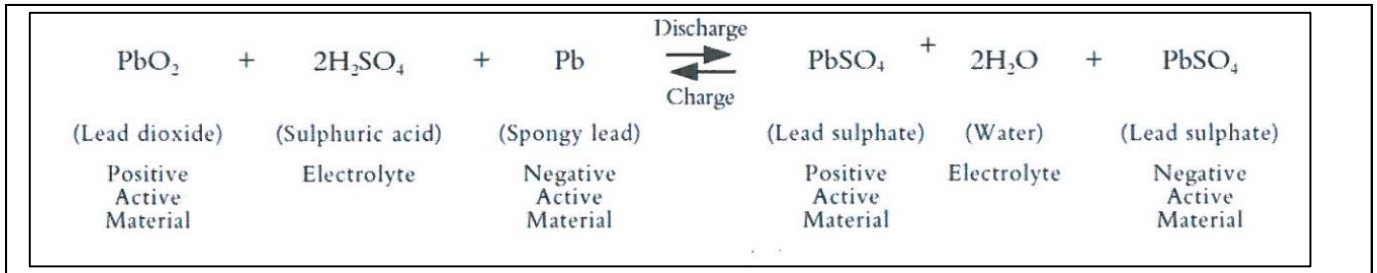 Discharge
PbO₂ + 2H₂SO₄ + Pb PbSO₄ + 2H₂O + PbSO₄
Charge
(Lead dioxide) (Sulphuric acid) (Spongy lead) (Lead sulphate) (Water) (Lead sulphate)
Positive Electrolyte Negative Positive Electrolyte Negative
Active Active Active Active
Material Material Material Material